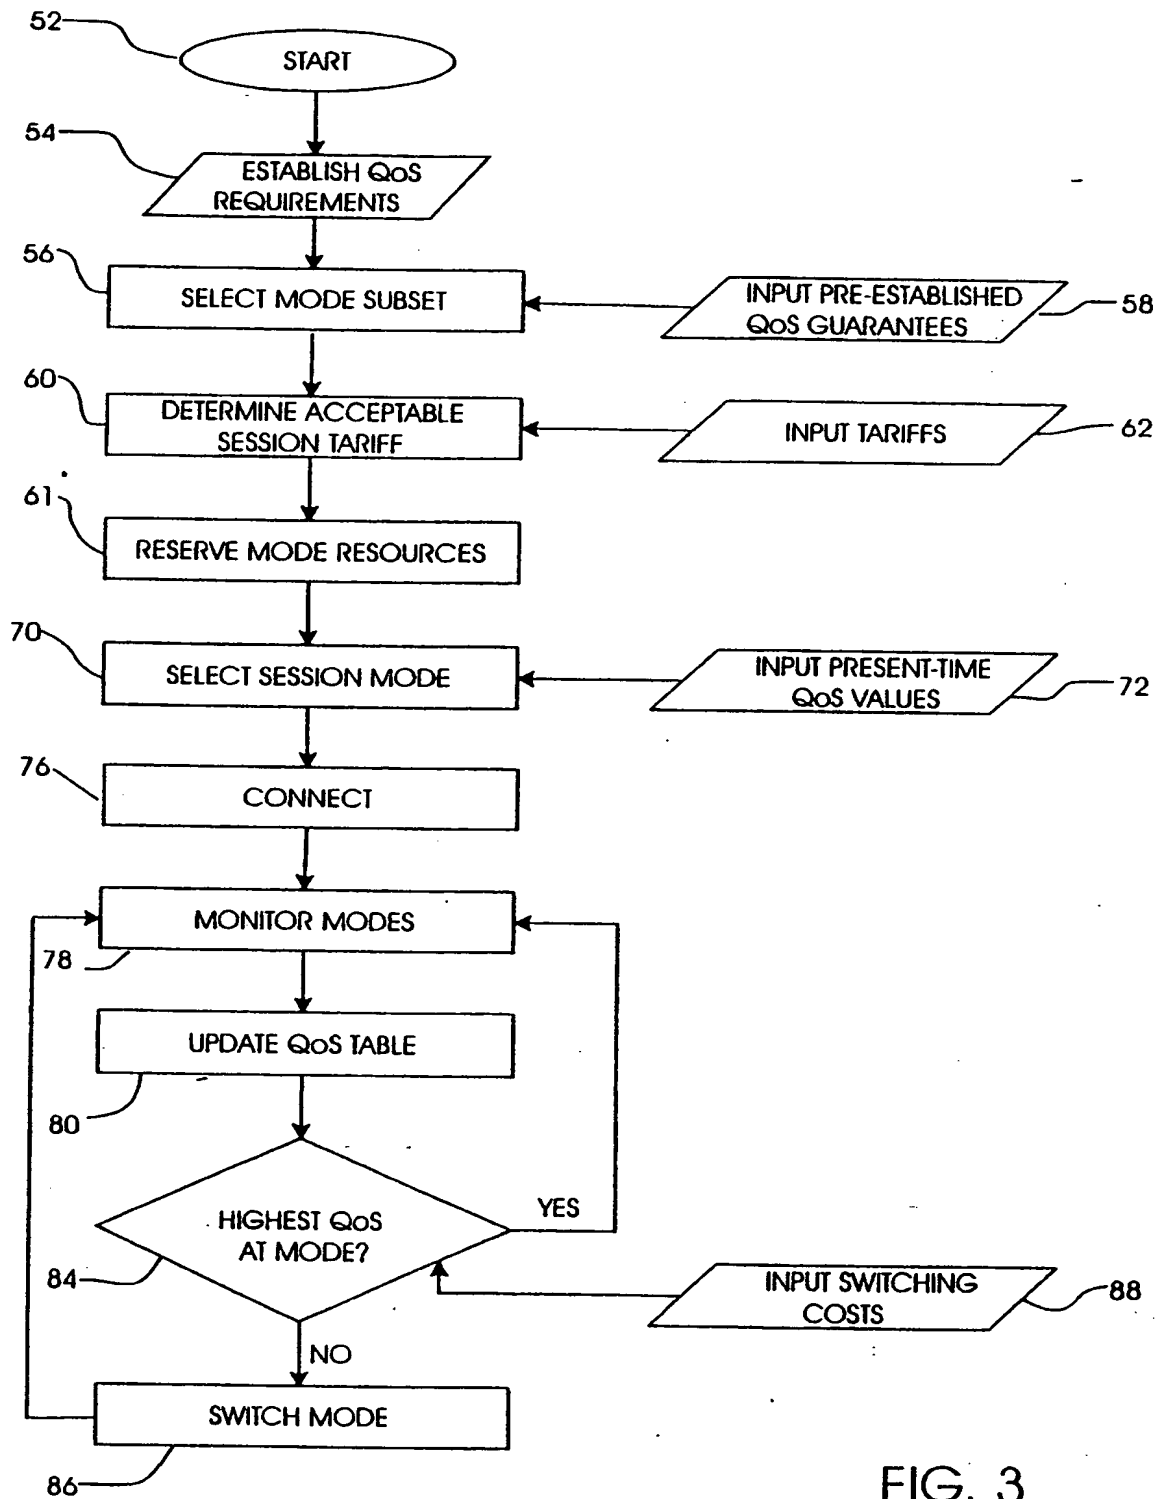 52
START
54
ESTABLISH QoS
REQUIREMENTS
56
SELECT MODE SUBSET
INPUT PRE-ESTABLISHED
QoS GUARANTEES
58
60
DETERMINE ACCEPTABLE
SESSION TARIFF
INPUT TARIFFS
62
61
RESERVE MODE RESOURCES
70
SELECT SESSION MODE
INPUT PRESENT-TIME
QoS VALUES
72
76
CONNECT
MONITOR MODES
78
UPDATE QoS TABLE
80
HIGHEST QoS
AT MODE?
YES
84
INPUT SWITCHING
COSTS
88
NO
SWITCH MODE
86
FIG. 3